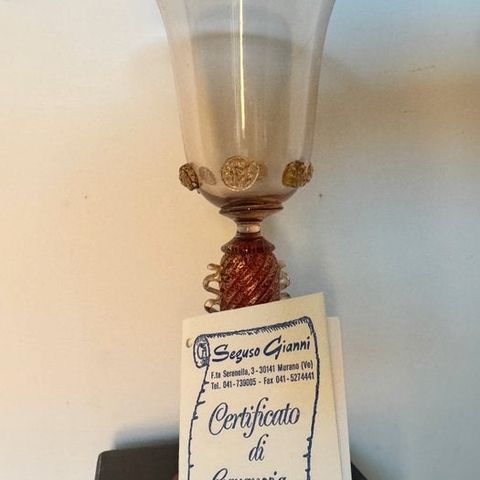 Seguso Gianni
F.ta Serenella, 3 - 30141 Murano (Ve)
Tel. 041-739005 - Fax 041-5274441
Certificato
di